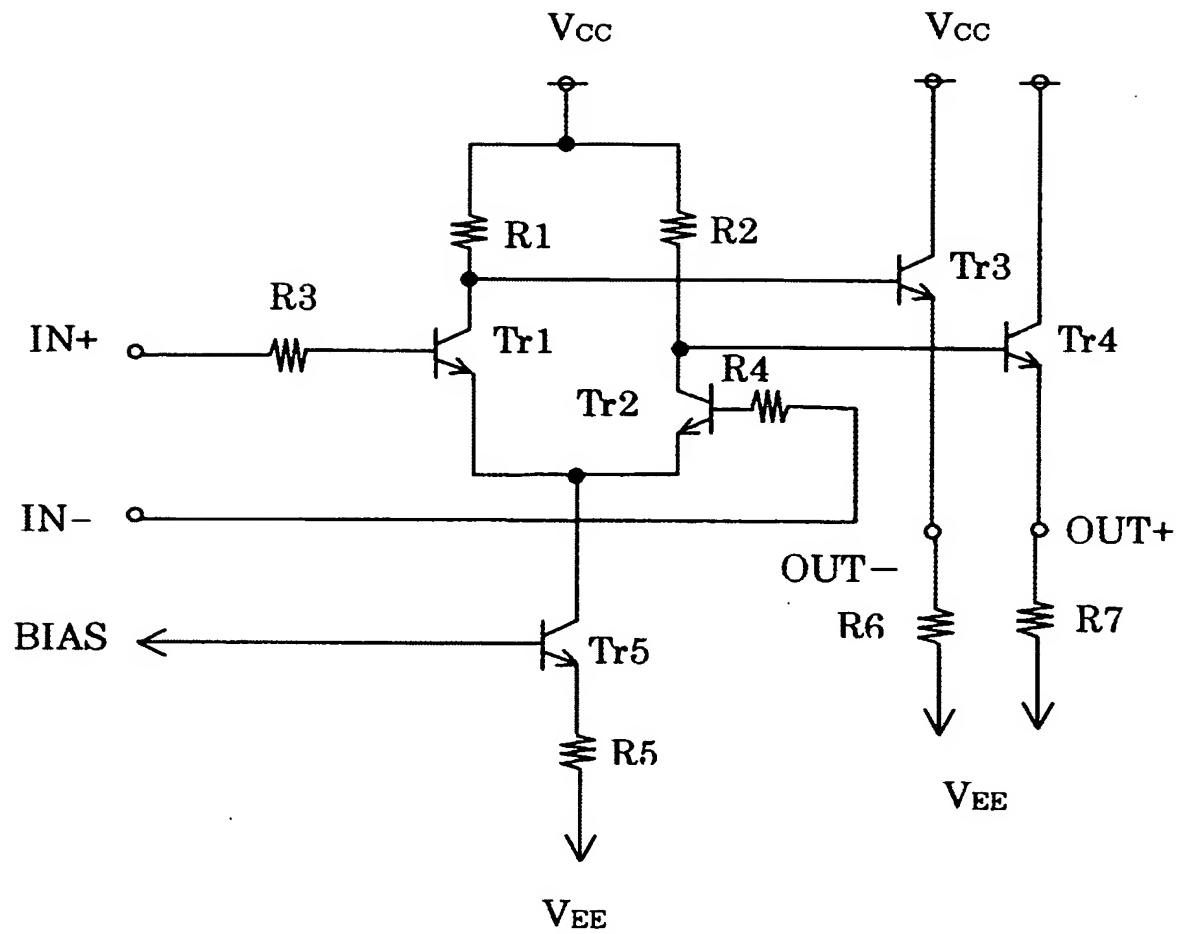 VCC
VCC
R1
R2
Tr3
R3
IN+
Tr1
Tr4
R4
Tr2
IN−
OUT+
OUT−
BIAS
Tr5
R6
R7
R5
VEE
VEE